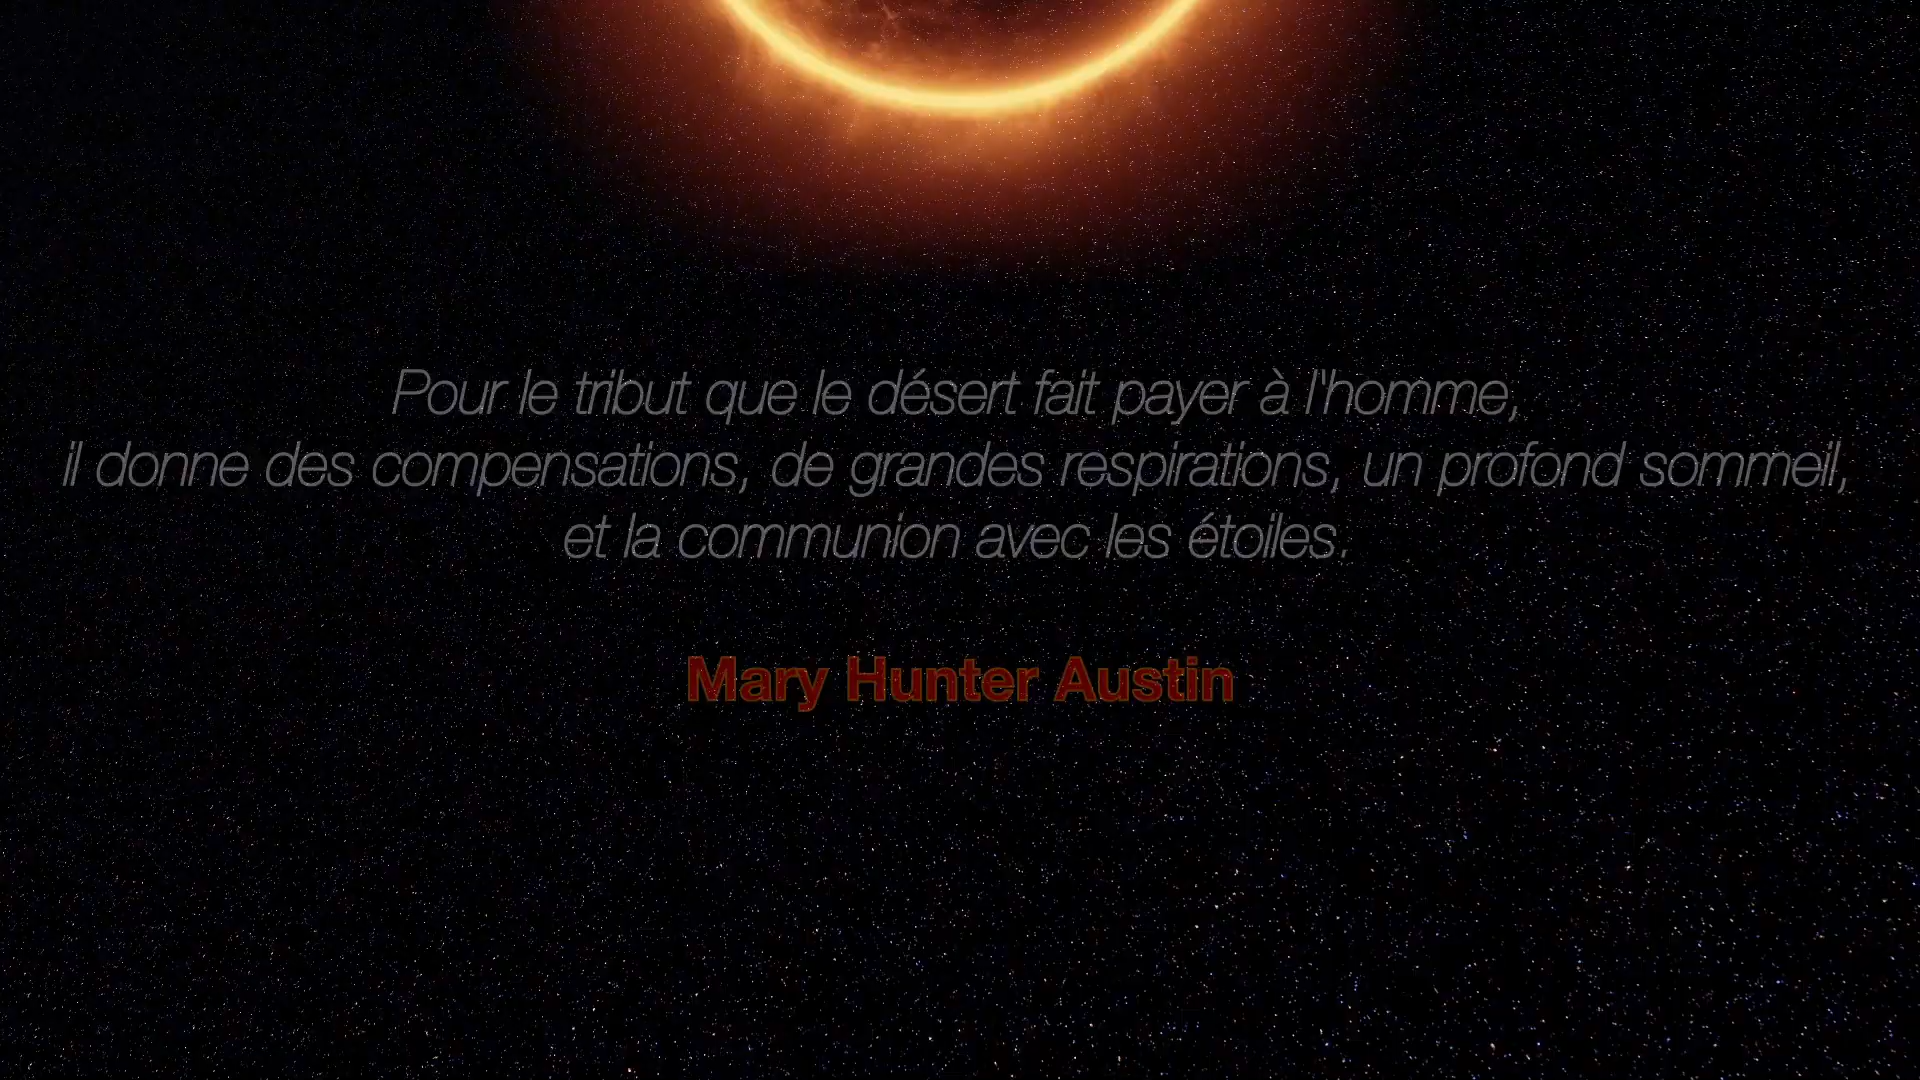 Pour le tribut que le désert fait payer à l'homme,
il donne des compensations, de grandes respirations, un profond sommeil,
et la communion avec les étoiles.
Mary Hunter Austin